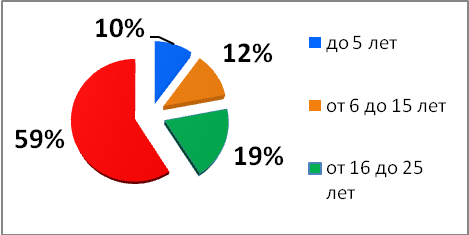 10%
12%
19%
59%
до 5 лет
от 6 до 15 лет
от 16 до 25
лет